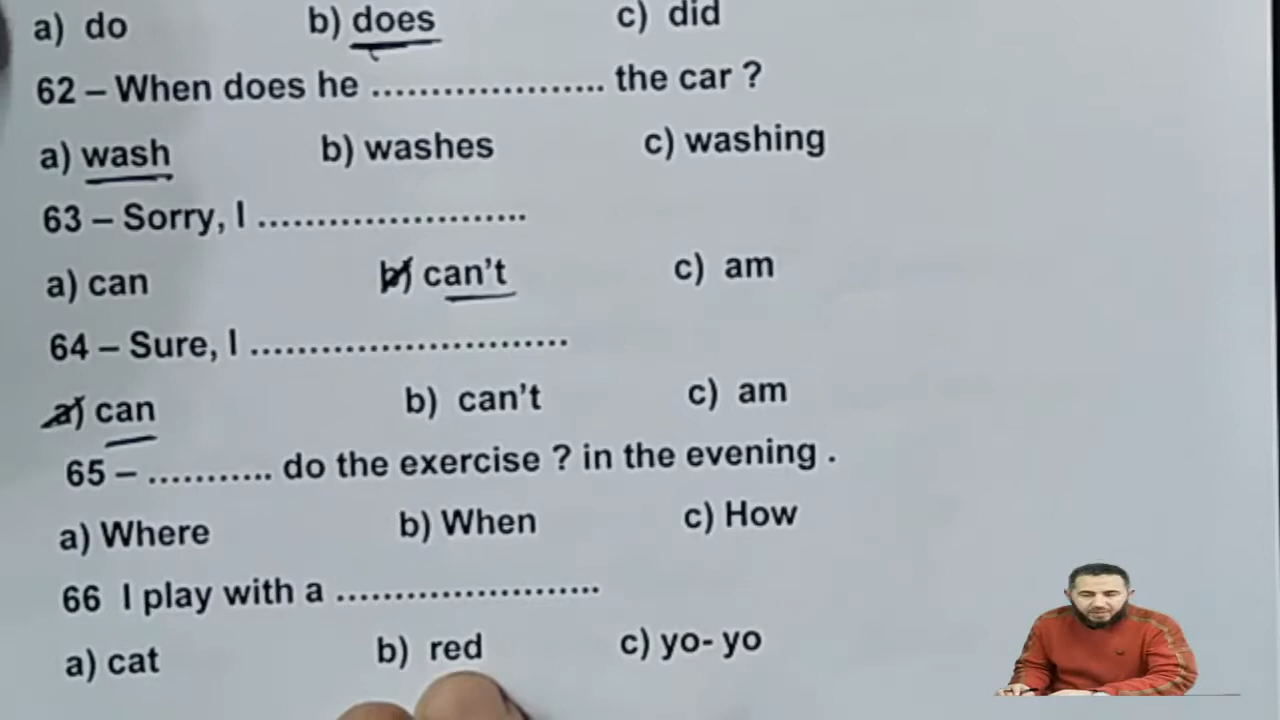 a) do b) does c) did
62 – When does he .................... the car ?
a) wash b) washes c) washing
63 – Sorry, I .......................
a) can b) can't c) am
64 – Sure, I ...........................
a) can b) can't c) am
65 – ........... do the exercise ? in the evening .
a) Where b) When c) How
66 I play with a .......................
a) cat b) red c) yo- yo